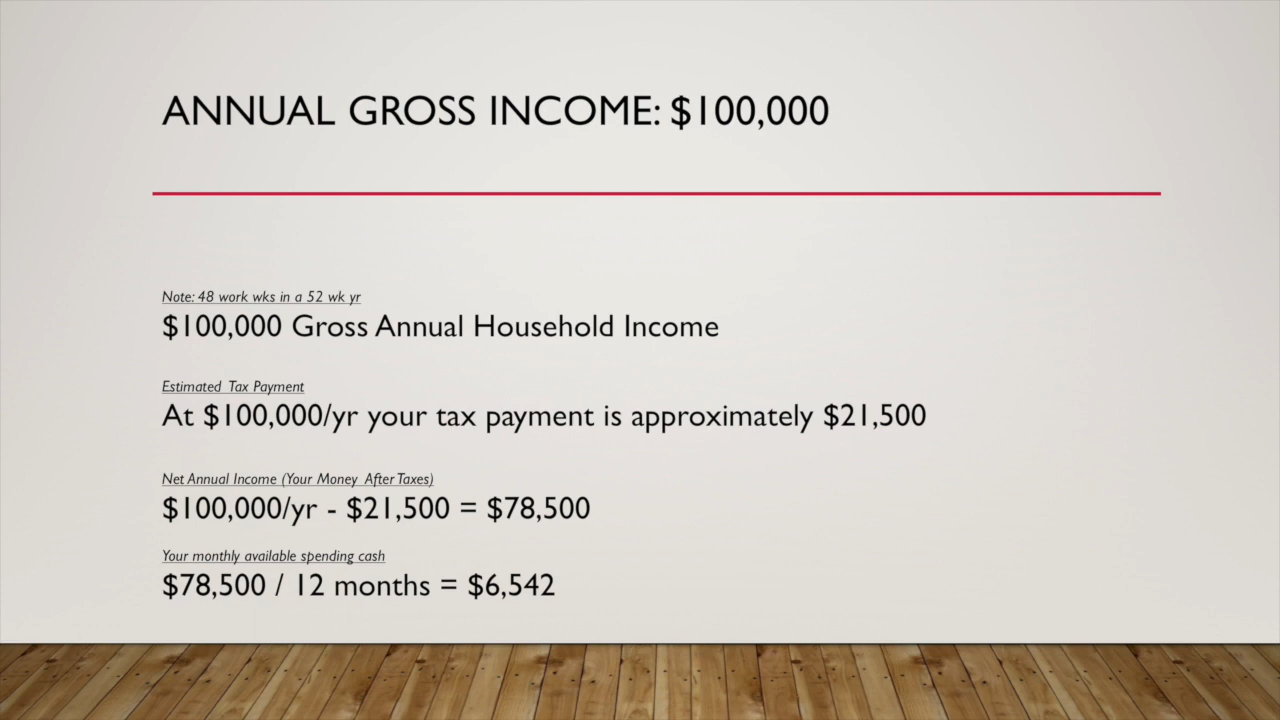 ANNUAL GROSS INCOME: $100,000
Note: 48 work wks in a 52 wk yr
$100,000 Gross Annual Household Income
Estimated Tax Payment
At $100,000/yr your tax payment is approximately $21,500
Net Annual Income (Your Money After Taxes)
$100,000/yr - $21,500 = $78,500
Your monthly available spending cash
$78,500 / 12 months = $6,542